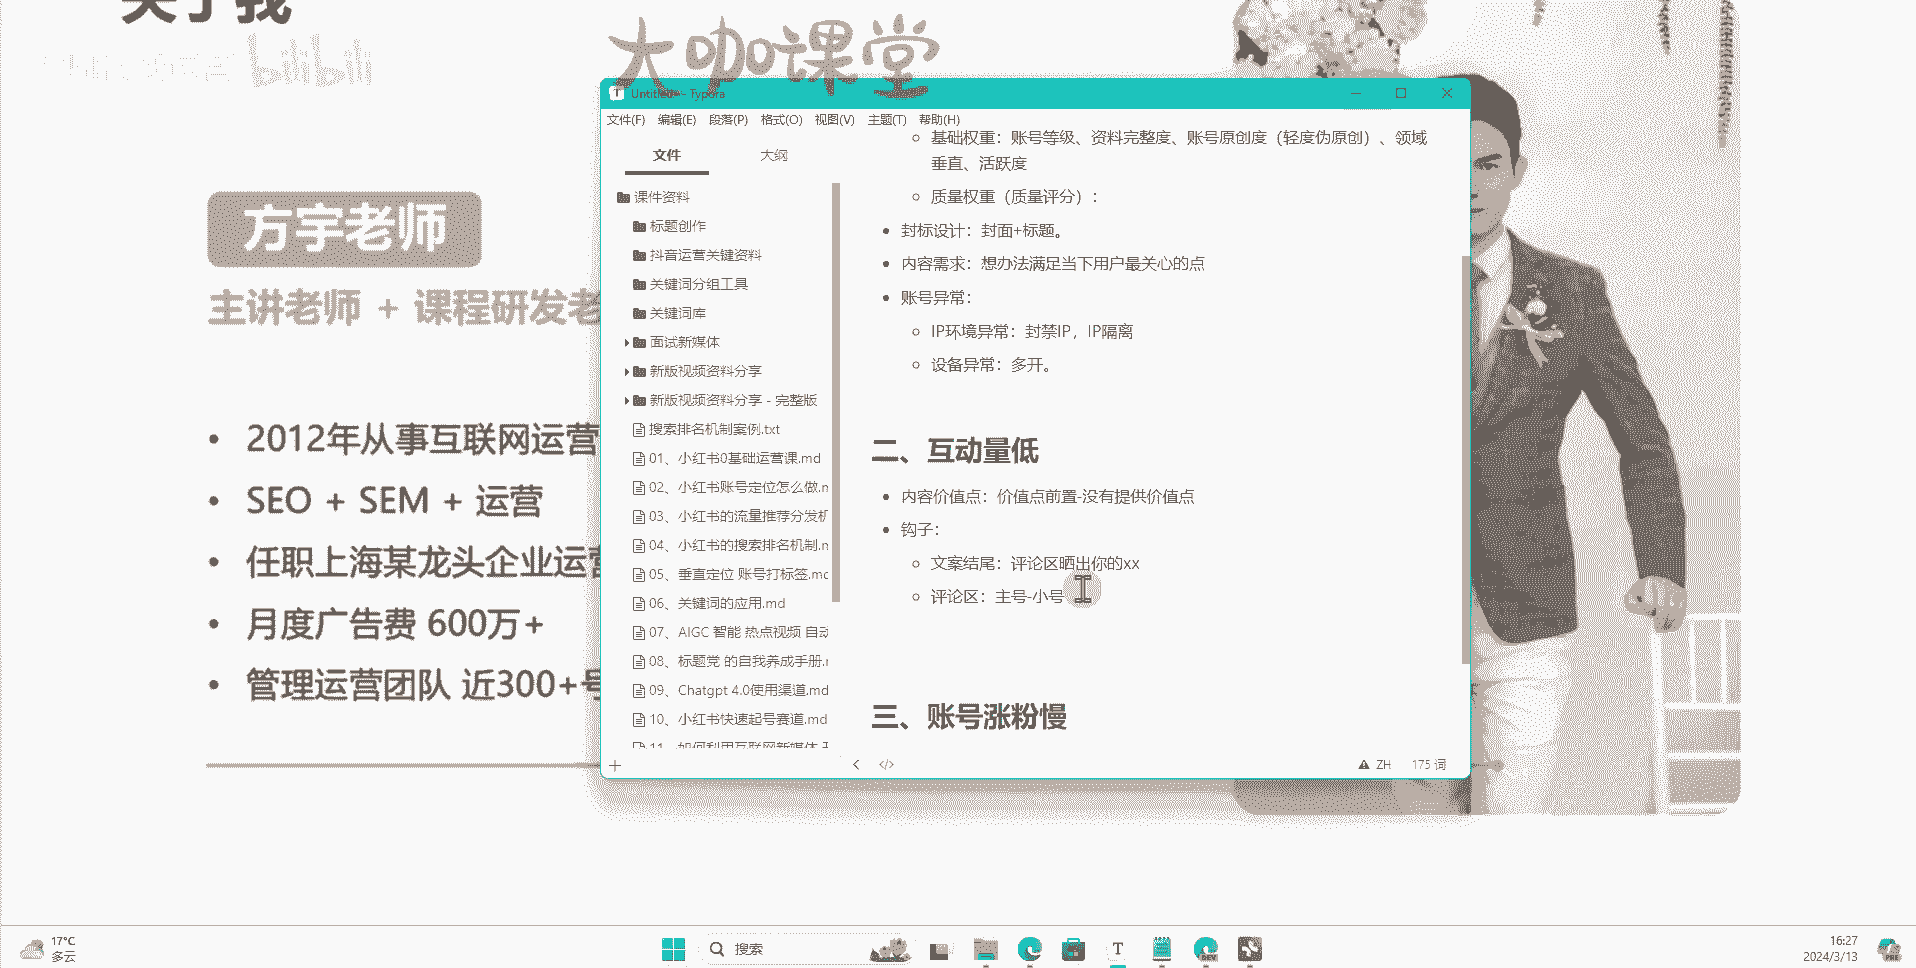 关于我
bilibili
大咖课堂
方宇老师
主讲老师 + 课程研发老
2012年从事互联网运营
SEO + SEM + 运营
任职上海某龙头企业运营
月度广告费 600万+
管理运营团队 近300+号
Untitled• - Typora
文件(F) 编辑(E) 段落(P) 格式(O) 视图(V) 主题(T) 帮助(H)
文件 大纲
课件资料
标题创作
抖音运营关键资料
关键词分组工具
关键词库
面试新媒体
新版视频资料分享
新版视频资料分享 - 完整版
搜索排名机制案例.txt
01、小红书0基础运营课.md
02、小红书账号定位怎么做.m
03、小红书的流量推荐分发机
04、小红书的搜索排名机制.m
05、垂直定位 账号打标签.md
06、关键词的应用.md
07、AIGC 智能 热点视频 自动
08、标题党 的自我养成手册.m
09、Chatgpt 4.0使用渠道.md
10、小红书快速起号赛道.md
11、如何利用互联网新媒体
基础权重：账号等级、资料完整度、账号原创度（轻度伪原创）、领域
垂直、活跃度
质量权重（质量评分）：
封标设计：封面+标题。
内容需求：想办法满足当下用户最关心的点
账号异常：
IP环境异常：封禁IP，IP隔离
设备异常：多开。
二、互动量低
内容价值点：价值点前置-没有提供价值点
钩子：
文案结尾：评论区晒出你的xx
评论区：主号-小号
三、账号涨粉慢
ZH 175 词
17°C
多云
搜索
16:27
2024/3/13